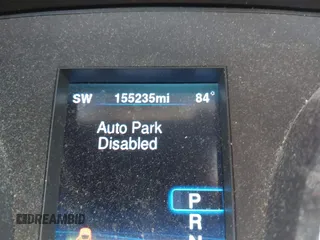 SW 155235mi 84°
Auto Park
Disabled
P
R
N
DREAMBID